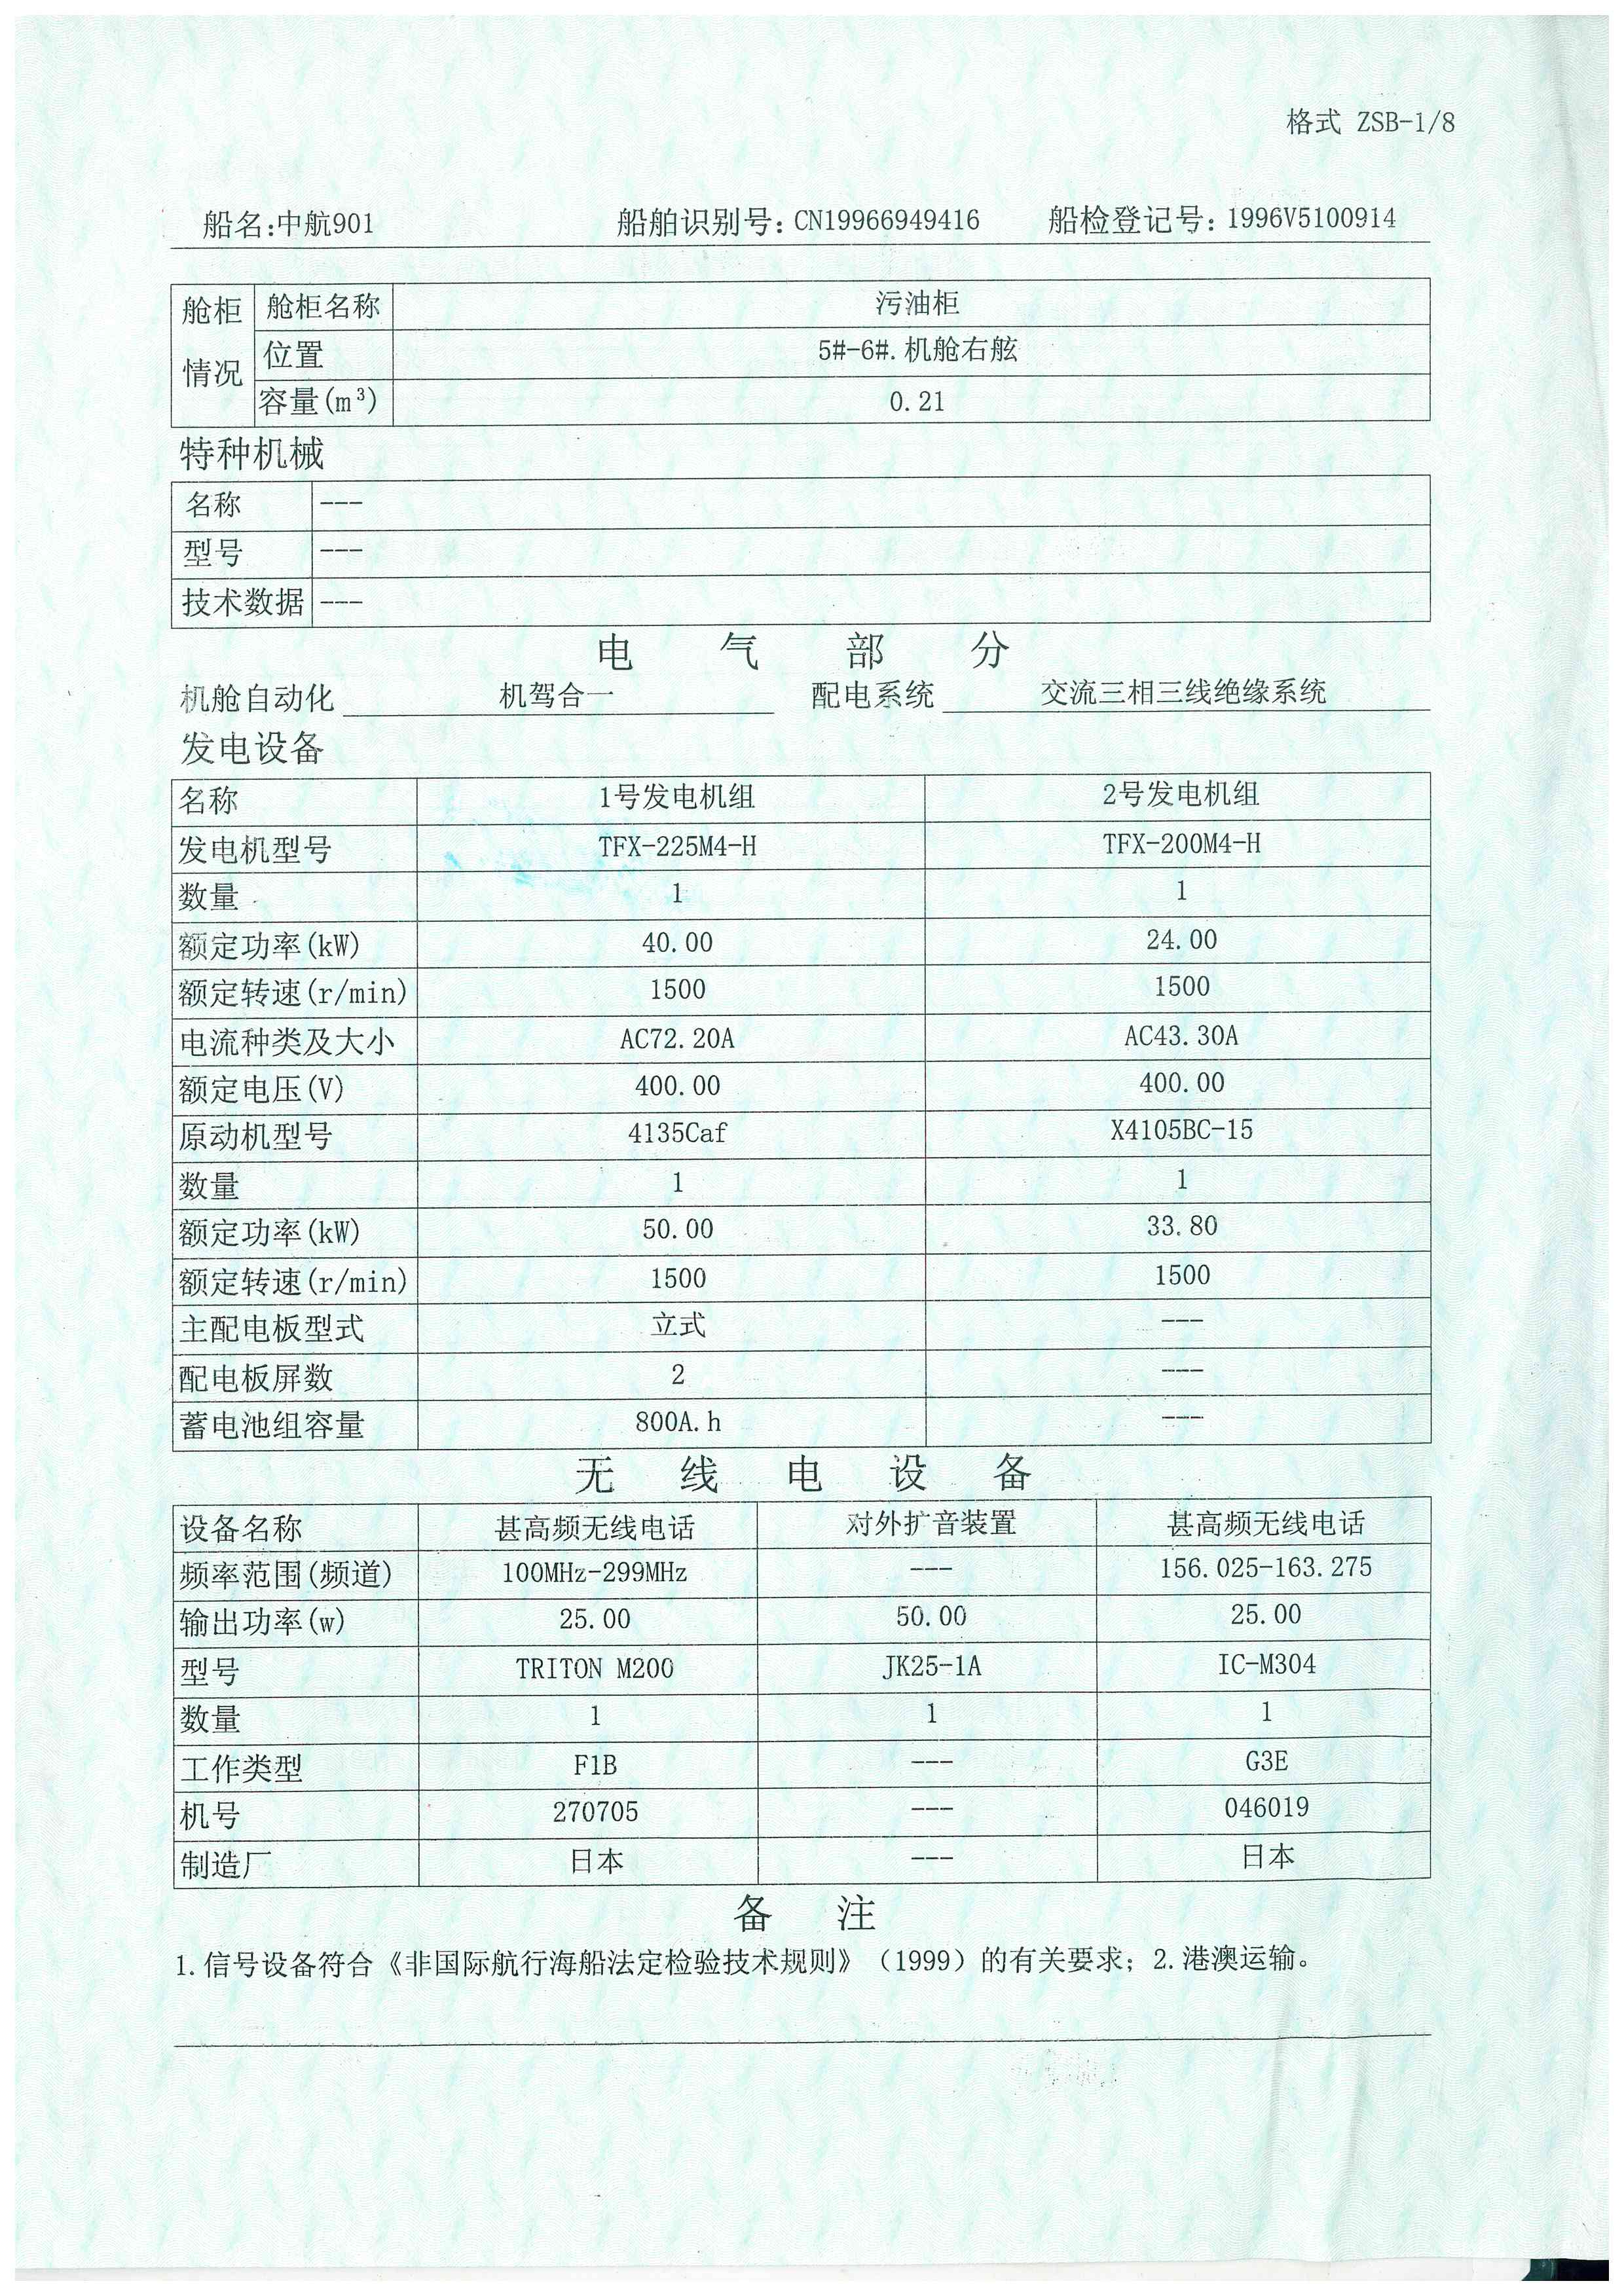 格式 ZSB-1/8
船名:中航901 船舶识别号:CN19966949416 船检登记号:1996V5100914
舱柜情况 舱柜名称 污油柜
位置 5#-6#.机舱右舷
容量(m³) 0.21
特种机械
名称 ---
型号 ---
技术数据 ---
电气部分
机舱自动化 机驾合一 配电系统 交流三相三线绝缘系统
发电设备
名称 1号发电机组 2号发电机组
发电机型号 TFX-225M4-H TFX-200M4-H
数量 1 1
额定功率(kW) 40.00 24.00
额定转速(r/min) 1500 1500
电流种类及大小 AC72.20A AC43.30A
额定电压(V) 400.00 400.00
原动机型号 4135Caf X4105BC-15
数量 1 1
额定功率(kW) 50.00 33.80
额定转速(r/min) 1500 1500
主配电板型式 立式 ---
配电板屏数 2 ---
蓄电池组容量 800A.h ---
无线电设备
设备名称 甚高频无线电话 对外扩音装置 甚高频无线电话
频率范围(频道) 100MHz-299MHz --- 156.025-163.275
输出功率(w) 25.00 50.00 25.00
型号 TRITON M200 JK25-1A IC-M304
数量 1 1 1
工作类型 F1B --- G3E
机号 270705 --- 046019
制造厂 日本 --- 日本
备注
1.信号设备符合《非国际航行海船法定检验技术规则》（1999）的有关要求；2.港澳运输。